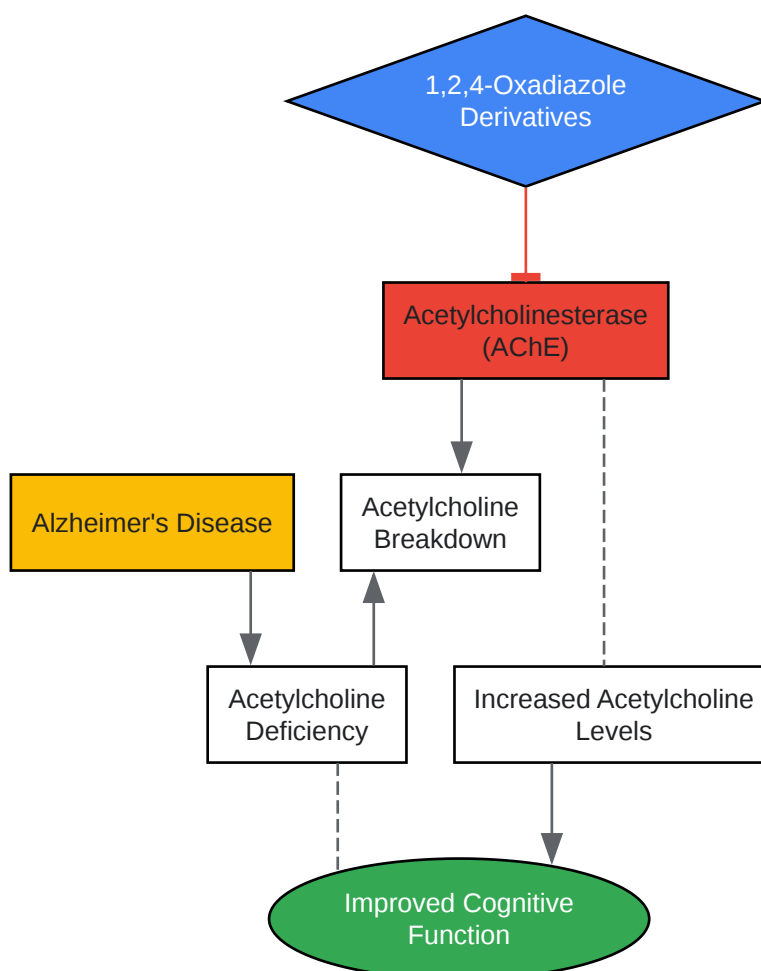 1,2,4-Oxadiazole
Derivatives
Acetylcholinesterase
(AChE)
Alzheimer's Disease
Acetylcholine
Breakdown
Acetylcholine
Deficiency
Increased Acetylcholine
Levels
Improved Cognitive
Function